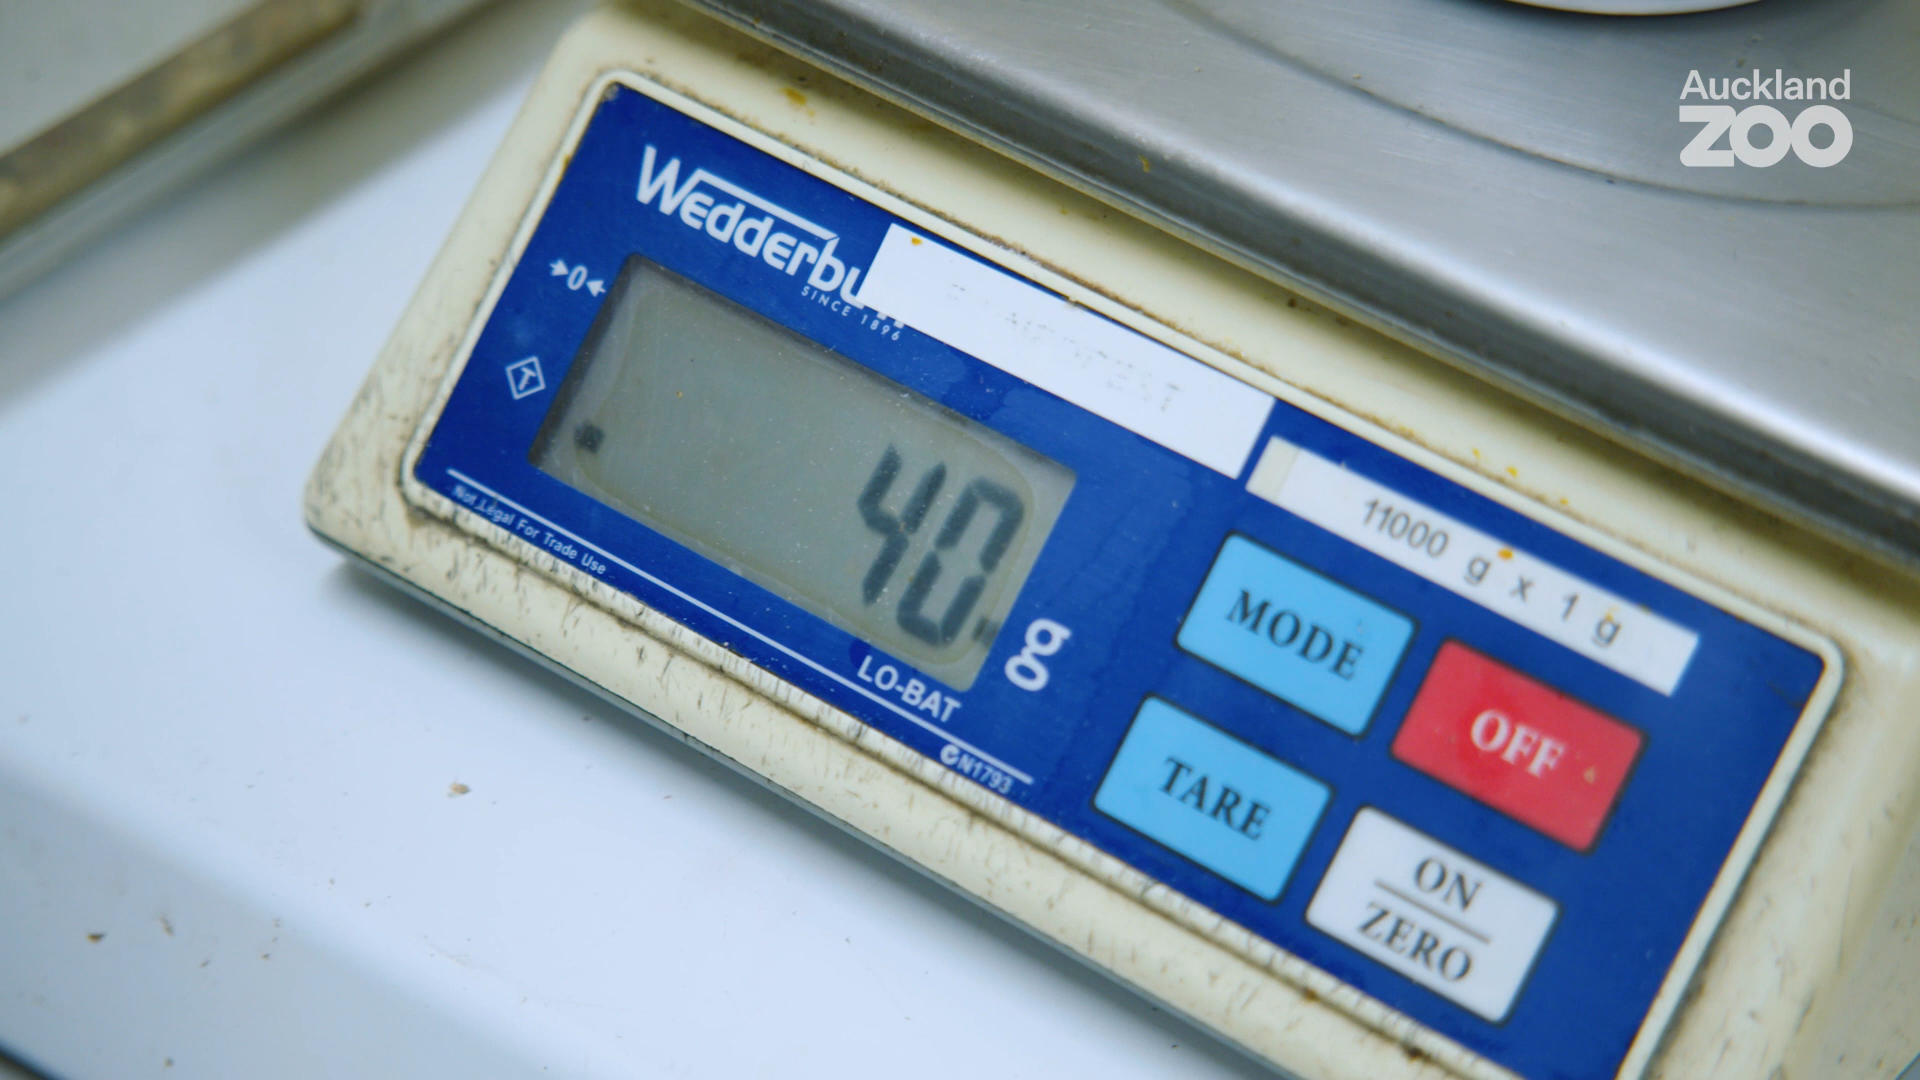 Auckland
ZOO
Wedderbu
SINCE 1896
→0←
T
40
g
Not Legal For Trade Use
LO-BAT
N1793
11000 g x 1 g
MODE
OFF
TARE
ON
ZERO